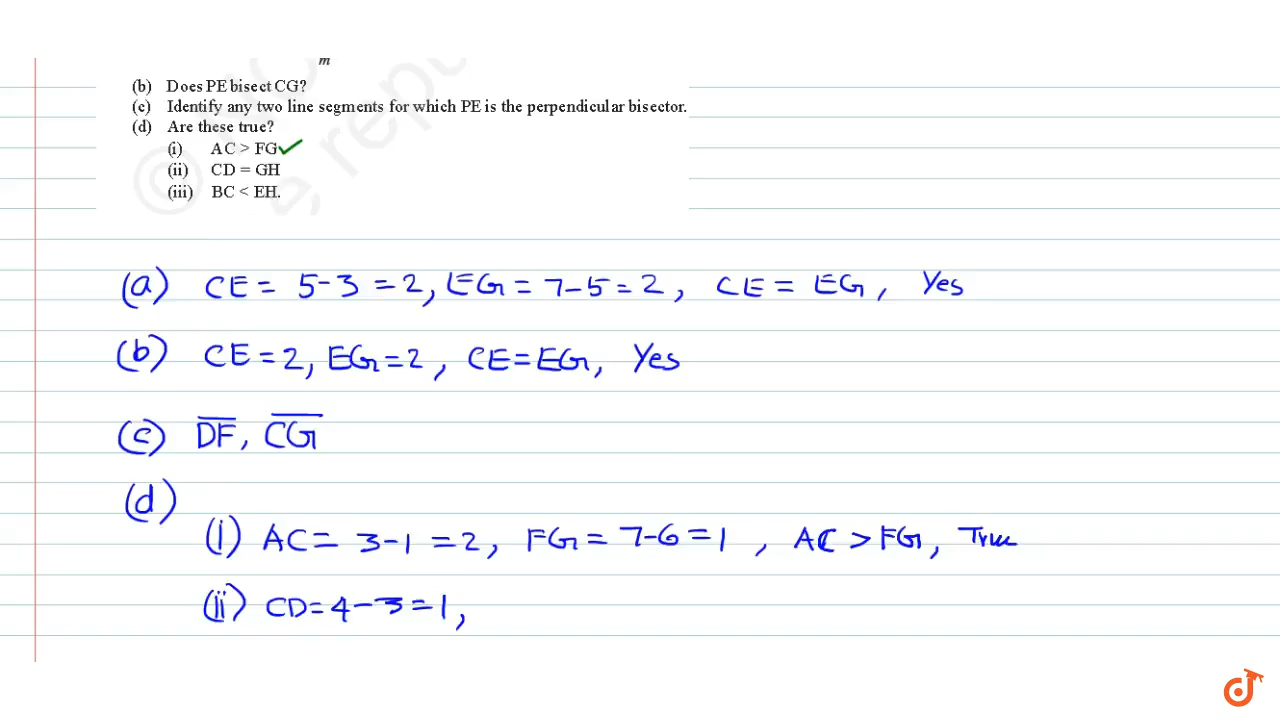 m
(b) Does PE bisect CG?
(c) Identify any two line segments for which PE is the perpendicular bisector.
(d) Are these true?
(i) AC > FG ✓
(ii) CD = GH
(iii) BC < EH.
(a) CE = 5-3 = 2, EG = 7-5 = 2, CE = EG, Yes
(b) CE = 2, EG = 2, CE = EG, Yes
(c) D̅F̅, C̅G̅
(d)
(i) AC = 3-1 = 2, FG = 7-6 = 1, AC > FG, True
(ii) CD = 4-3 = 1,